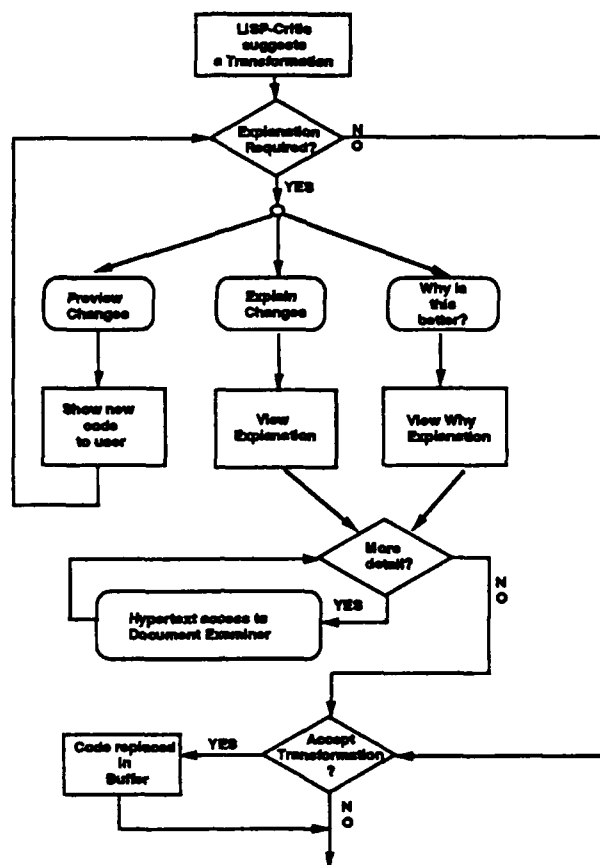 LISP-Critic
suggests
a Transformation
Explanation
Required?
N
O
YES
Preview
Changes
Explain
Changes
Why is
this
better?
Show new
code
to user
View
Explanation
View Why
Explanation
More
detail?
N
O
YES
Hypertext access to
Document Examiner
Accept
Transformation
?
YES
Code replaced
in
Buffer
N
O